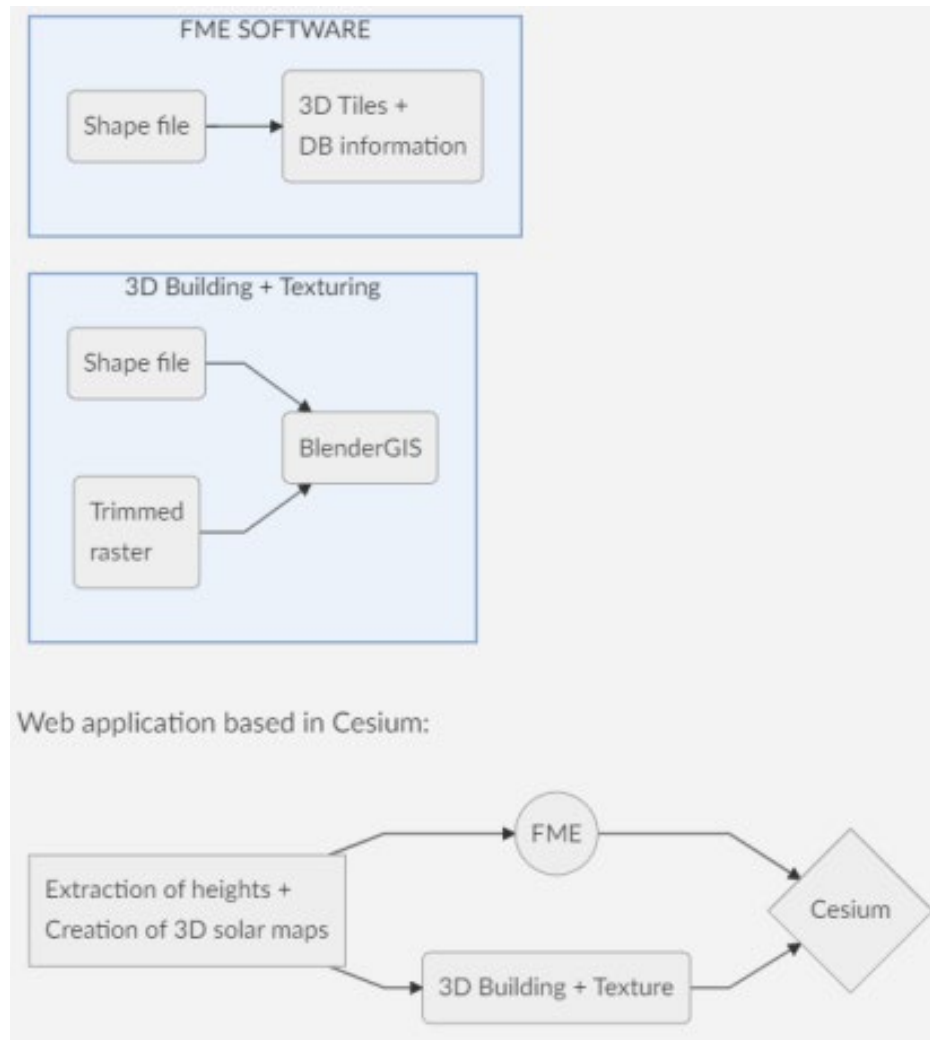 FME SOFTWARE
Shape file
3D Tiles +
DB information
3D Building + Texturing
Shape file
BlenderGIS
Trimmed
raster
Web application based in Cesium:
FME
Extraction of heights +
Creation of 3D solar maps
Cesium
3D Building + Texture